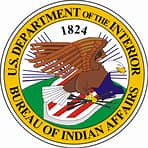 U.S. DEPARTMENT OF THE INTERIOR
1824
BUREAU OF INDIAN AFFAIRS